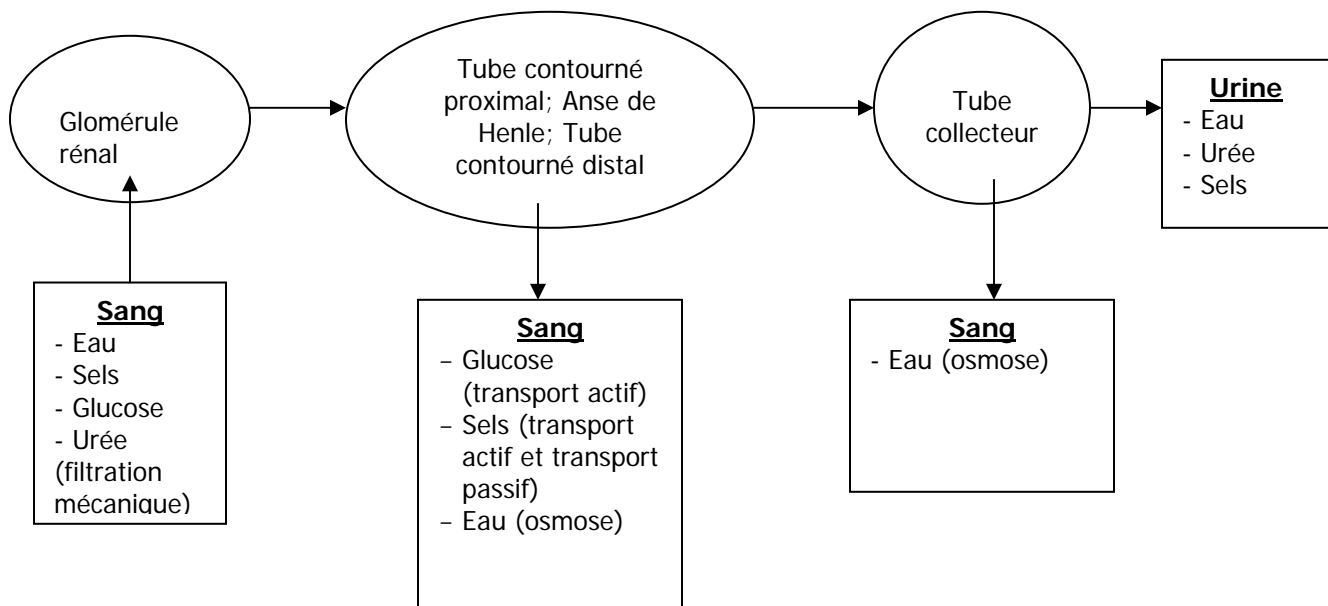 Glomérule
rénal
Tube contourné
proximal; Anse de
Henle; Tube
contourné distal
Tube
collecteur
Urine
- Eau
- Urée
- Sels
Sang
- Eau
- Sels
- Glucose
- Urée
(filtration
mécanique)
Sang
– Glucose
(transport actif)
– Sels (transport
actif et transport
passif)
– Eau (osmose)
Sang
- Eau (osmose)